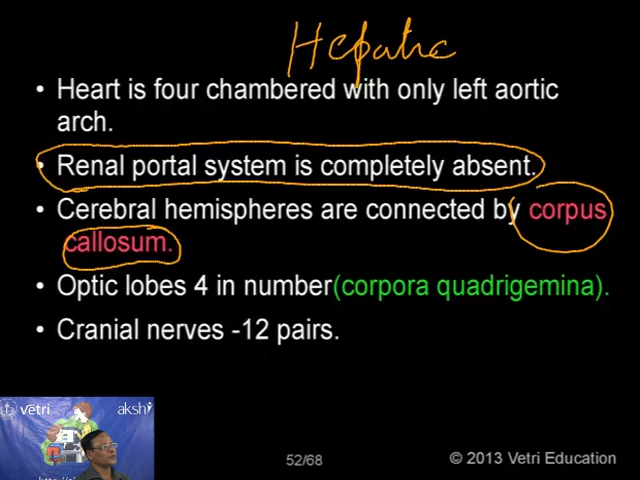 Hepatic
• Heart is four chambered with only left aortic
arch.
• Renal portal system is completely absent.
• Cerebral hemispheres are connected by corpus
callosum.
• Optic lobes 4 in number(corpora quadrigemina).
• Cranial nerves -12 pairs.
vetri akshi
52/68
© 2013 Vetri Education